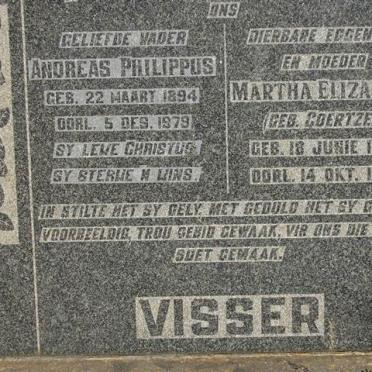 ONS
GELIEFDE VADER
ANDREAS PHILIPPUS
GEB. 22 MAART 1894
OORL. 5 DES. 1979
SY LEWE CHRISTUS
SY STERWE N WINS.
DIERBARE EGGEN
EN MOEDER
MARTHA ELIZA
(GEB. COERTZE
GEB. 18 JUNIE 1
OORL. 14 OKT. 1
IN STILTE HET SY GELY, MET GEDULD HET SY G
VOORBEELDIG, TROU GEBID GEWAAK, VIR ONS DIE
SOET GEMAAK.
VISSER